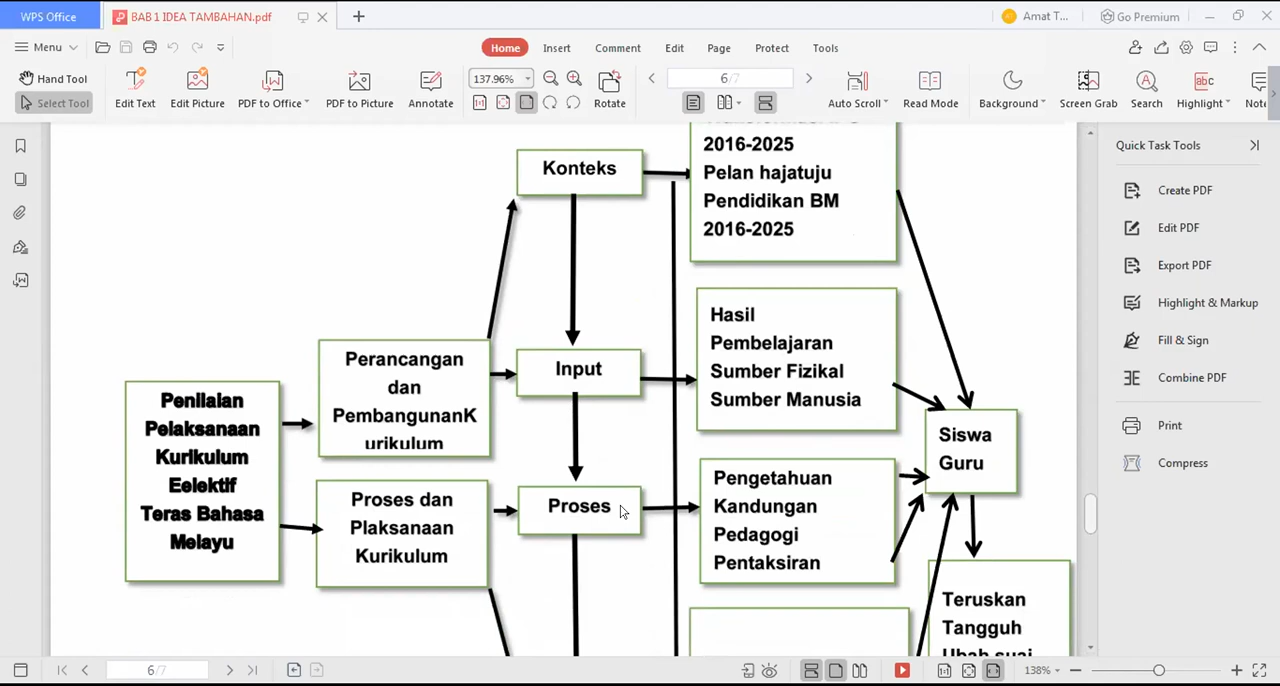 WPS Office
BAB 1 IDEA TAMBAHAN.pdf
Amat T...
Go Premium
Menu
Home
Insert
Comment
Edit
Page
Protect
Tools
Hand Tool
Select Tool
Edit Text
Edit Picture
PDF to Office
PDF to Picture
Annotate
137.96%
Rotate
6/7
Auto Scroll
Read Mode
Background
Screen Grab
Search
Highlight
Note
Quick Task Tools
Create PDF
Edit PDF
Export PDF
Highlight & Markup
Fill & Sign
Combine PDF
Print
Compress
Konteks
2016-2025
Pelan hajatuju
Pendidikan BM
2016-2025
Perancangan
dan
PembangunanK
urikulum
Input
Hasil
Pembelajaran
Sumber Fizikal
Sumber Manusia
Penilaian
Pelaksanaan
Kurikulum
Eelektif
Teras Bahasa
Melayu
Siswa
Guru
Proses dan
Plaksanaan
Kurikulum
Proses
Pengetahuan
Kandungan
Pedagogi
Pentaksiran
Teruskan
Tangguh
Ubah suai
6/7
138%